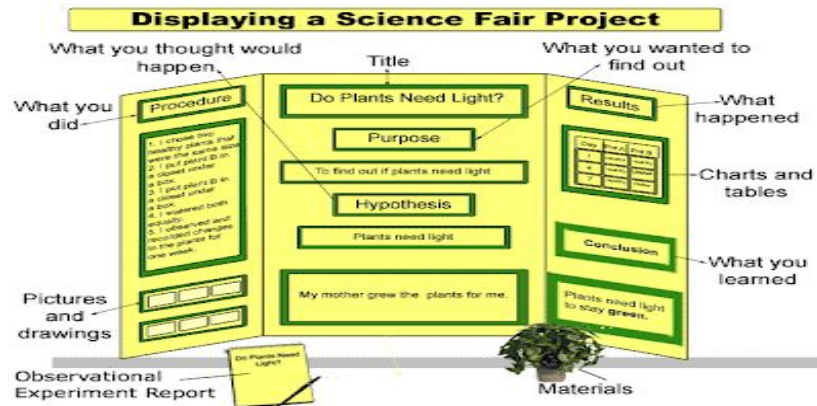 Displaying a Science Fair Project
What you thought would
happen
Title
What you wanted to
find out
What you
did
Procedure
Do Plants Need Light?
Results
What
happened
Purpose
1. I chose two
healthy plants that
were the same size
2. I put plant B in
a closet under
a box.
3. I put plant B in
a closet under
a box.
4. I watered both
equally.
5. I observed and
recorded changes
in the plants for
one week.
To find out if plants need light
Day
Charts and
tables
Hypothesis
Plants need light
Conclusion
What you
learned
Pictures
and
drawings
My mother grew the plants for me.
Plants need light
to stay green.
Do Plants Need
Light?
Observational
Experiment Report
Materials